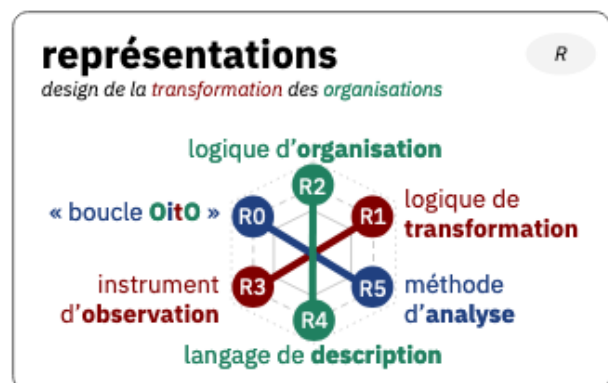 représentations
R
design de la transformation des organisations
logique d'organisation
R2
« boucle OitO »
R0
R1
logique de
transformation
instrument
d'observation
R3
R5
méthode
d'analyse
R4
langage de description